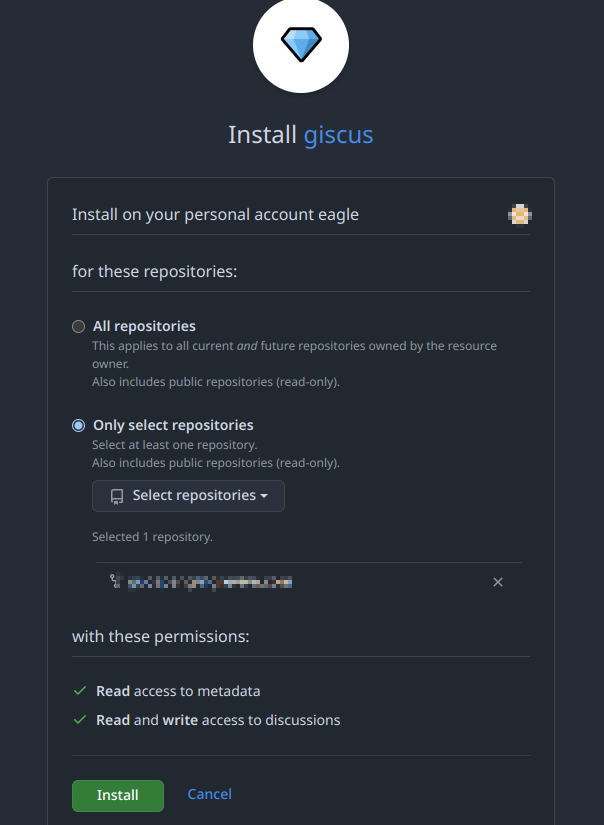 Install giscus
Install on your personal account eagle
for these repositories:
All repositories
This applies to all current and future repositories owned by the resource
owner.
Also includes public repositories (read-only).
Only select repositories
Select at least one repository.
Also includes public repositories (read-only).
Select repositories
Selected 1 repository.
with these permissions:
Read access to metadata
Read and write access to discussions
Install
Cancel